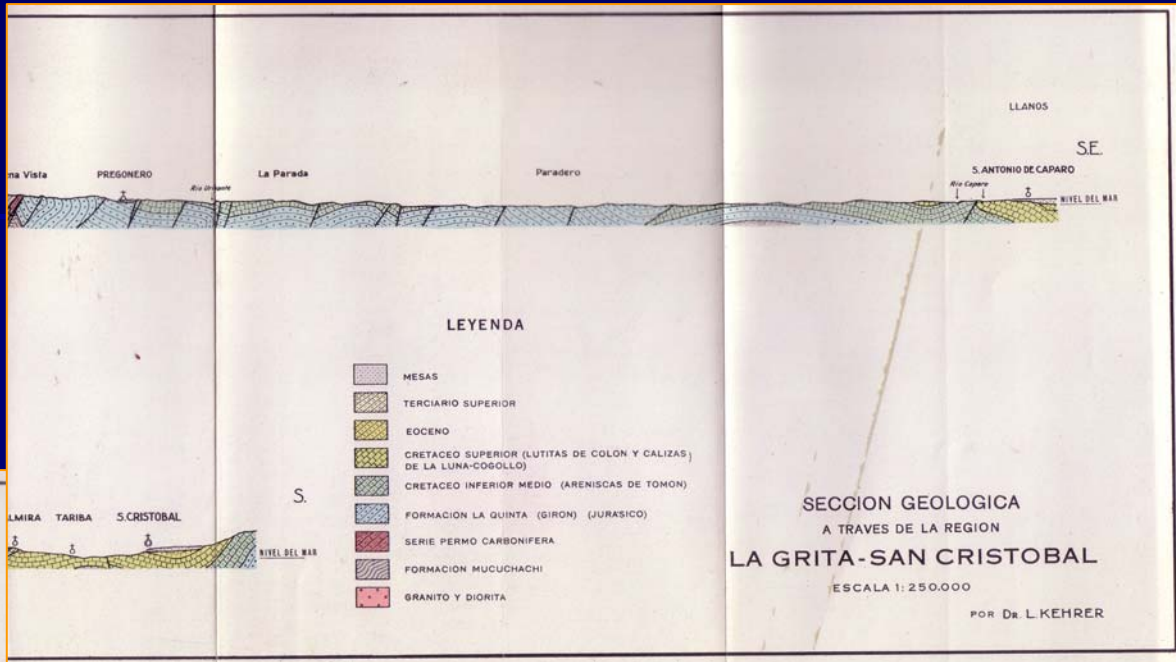 LLANOS
S.E.
na Vista PREGONERO Rio Uribante La Parada Paradero Rio Caparo S. ANTONIO DE CAPARO
NIVEL DEL MAR
LEYENDA
MESAS
TERCIARIO SUPERIOR
EOCENO
CRETACEO SUPERIOR (LUTITAS DE COLON Y CALIZAS
DE LA LUNA-COGOLLO)
CRETACEO INFERIOR MEDIO (ARENISCAS DE TOMON)
FORMACION LA QUINTA (GIRON) (JURASICO)
SERIE PERMO CARBONIFERA
FORMACION MUCUCHACHI
GRANITO Y DIORITA
S.
LMIRA TARIBA S.CRISTOBAL
NIVEL DEL MAR
SECCION GEOLOGICA
A TRAVES DE LA REGION
LA GRITA-SAN CRISTOBAL
ESCALA 1:250.000
POR DR. L. KEHRER